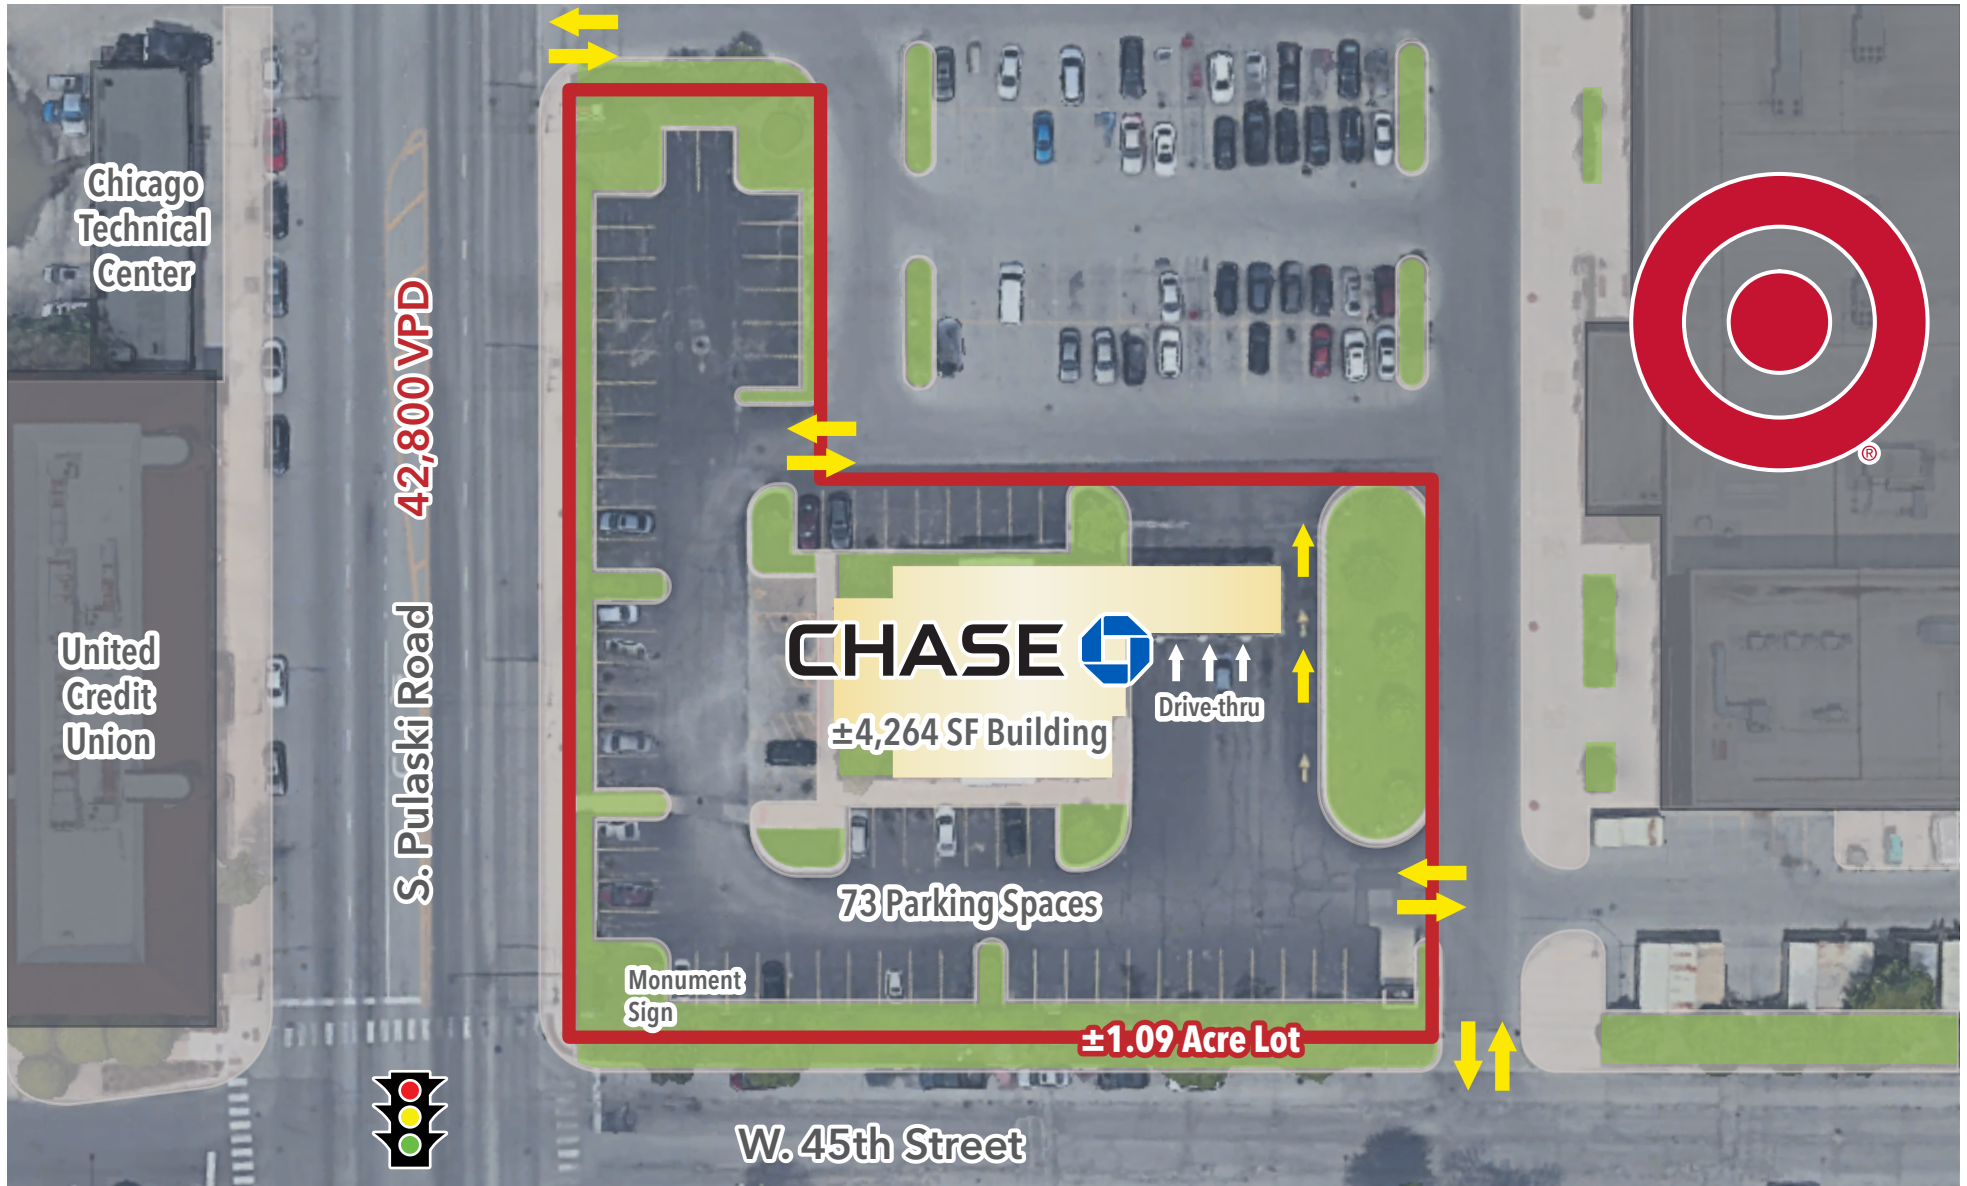 Chicago
Technical
Center
42,800 VPD
S. Pulaski Road
United
Credit
Union
®
CHASE
±4,264 SF Building
Drive-thru
73 Parking Spaces
Monument
Sign
±1.09 Acre Lot
W. 45th Street